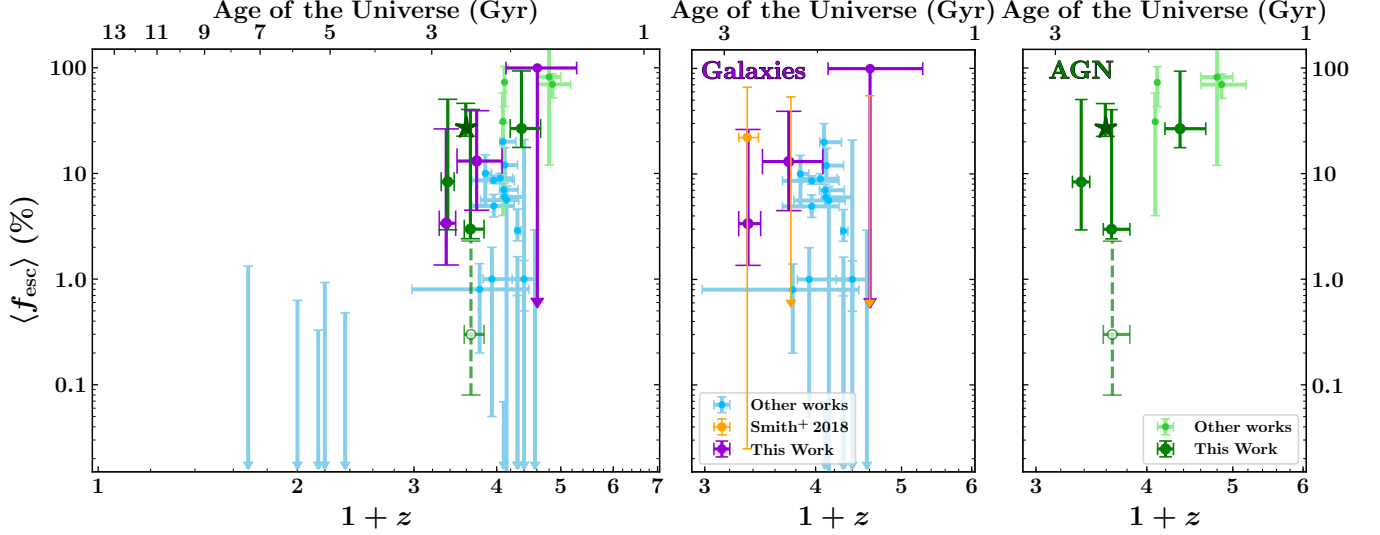 Age of the Universe (Gyr) Age of the Universe (Gyr) Age of the Universe (Gyr)
13 11 9 7 5 3 1 3 1 3 1
Galaxies
AGN
⟨f_esc⟩ (%)
100 100
10 10
1.0 1.0
0.1 0.1
Other works
Smith⁺ 2018
This Work
Other works
This Work
1 2 3 4 5 6 7 3 4 5 6 3 4 5 6
1 + z 1 + z 1 + z